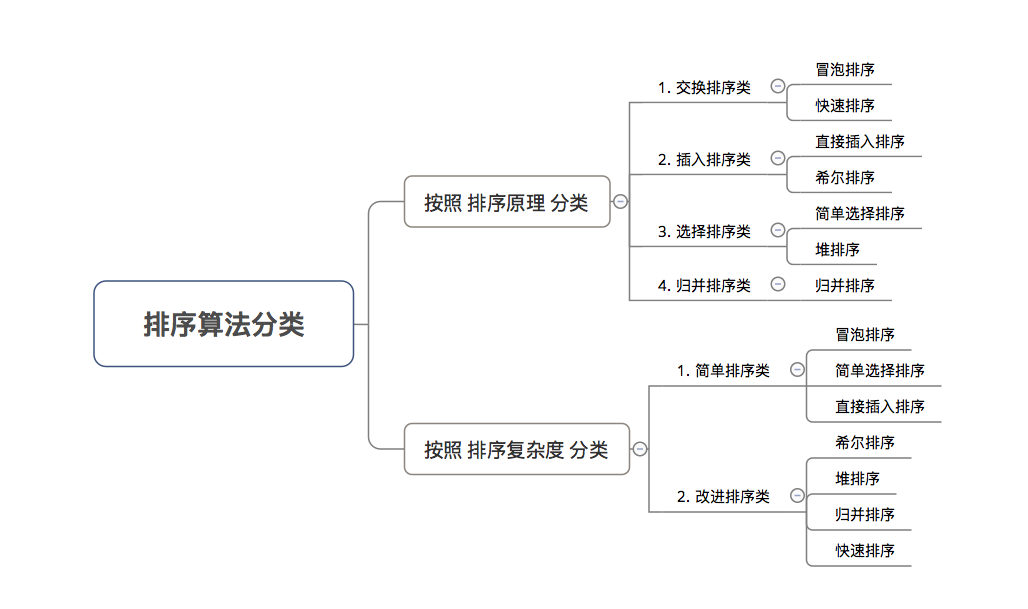 排序算法分类
按照 排序原理 分类
1. 交换排序类
冒泡排序
快速排序
2. 插入排序类
直接插入排序
希尔排序
3. 选择排序类
简单选择排序
堆排序
4. 归并排序类
归并排序
按照 排序复杂度 分类
1. 简单排序类
冒泡排序
简单选择排序
直接插入排序
2. 改进排序类
希尔排序
堆排序
归并排序
快速排序